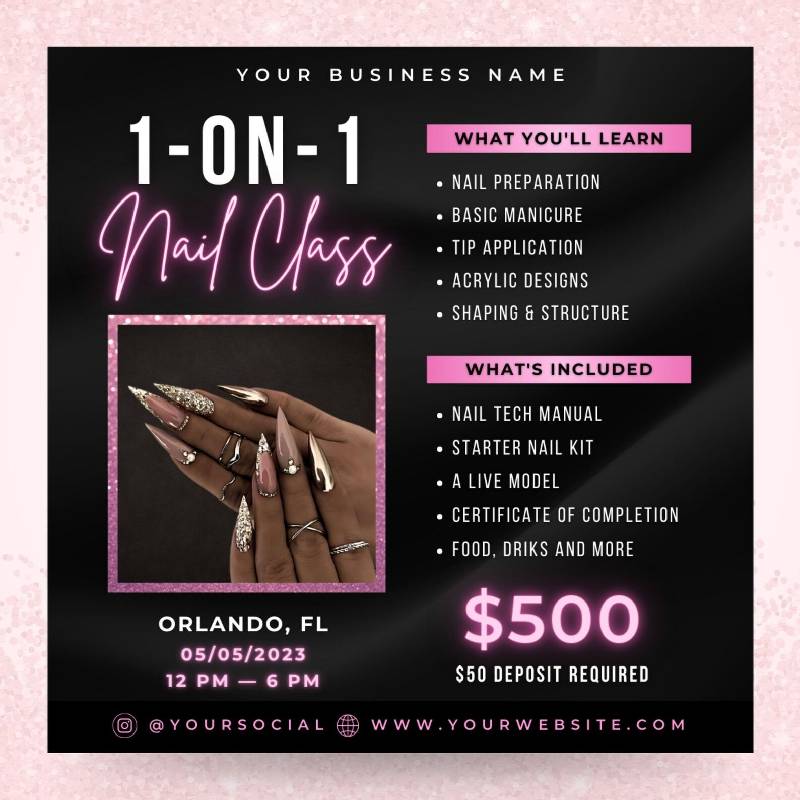 YOUR BUSINESS NAME
1-ON-1
Nail Class
ORLANDO, FL
05/05/2023
12 PM — 6 PM
WHAT YOU'LL LEARN
• NAIL PREPARATION
• BASIC MANICURE
• TIP APPLICATION
• ACRYLIC DESIGNS
• SHAPING & STRUCTURE
WHAT'S INCLUDED
• NAIL TECH MANUAL
• STARTER NAIL KIT
• A LIVE MODEL
• CERTIFICATE OF COMPLETION
• FOOD, DRIKS AND MORE
$500
$50 DEPOSIT REQUIRED
@YOURSOCIAL WWW.YOURWEBSITE.COM